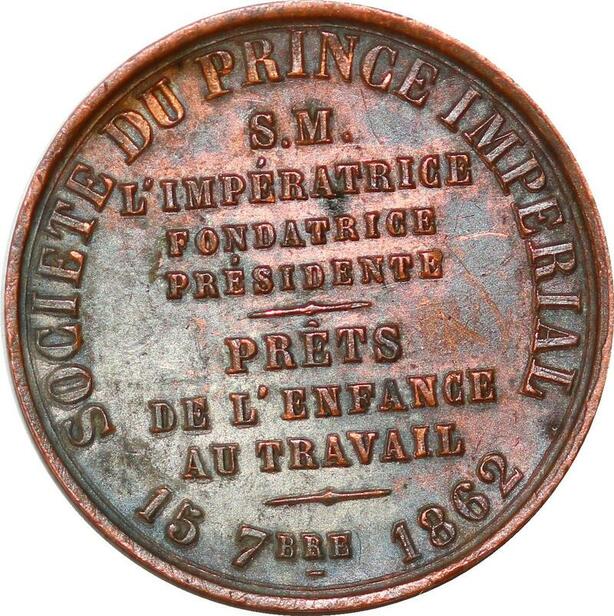 SOCIETE DU PRINCE IMPERIAL
S.M.
L'IMPÉRATRICE
FONDATRICE
PRÉSIDENTE
PRÊTS
DE L'ENFANCE
AU TRAVAIL
15 7BRE 1862